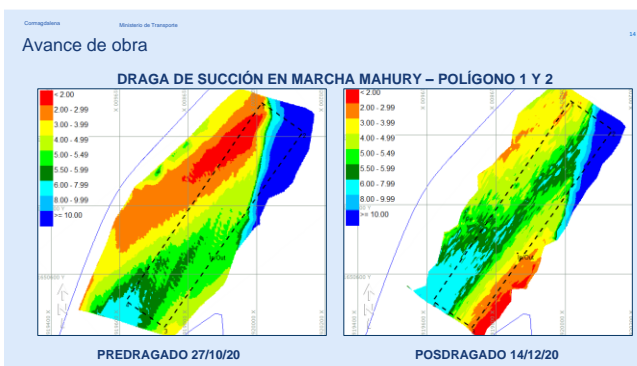 Cormagdalena Ministerio de Transporte
14
Avance de obra
DRAGA DE SUCCIÓN EN MARCHA MAHURY – POLÍGONO 1 Y 2
< 2.00
2.00 - 2.99
3.00 - 3.99
4.00 - 4.99
5.00 - 5.49
5.50 - 5.99
6.00 - 7.99
8.00 - 9.99
>= 10.00
< 2.00
2.00 - 2.99
3.00 - 3.99
4.00 - 4.99
5.00 - 5.49
5.50 - 5.99
6.00 - 7.99
8.00 - 9.99
>= 10.00
PREDRAGADO 27/10/20
POSDRAGADO 14/12/20